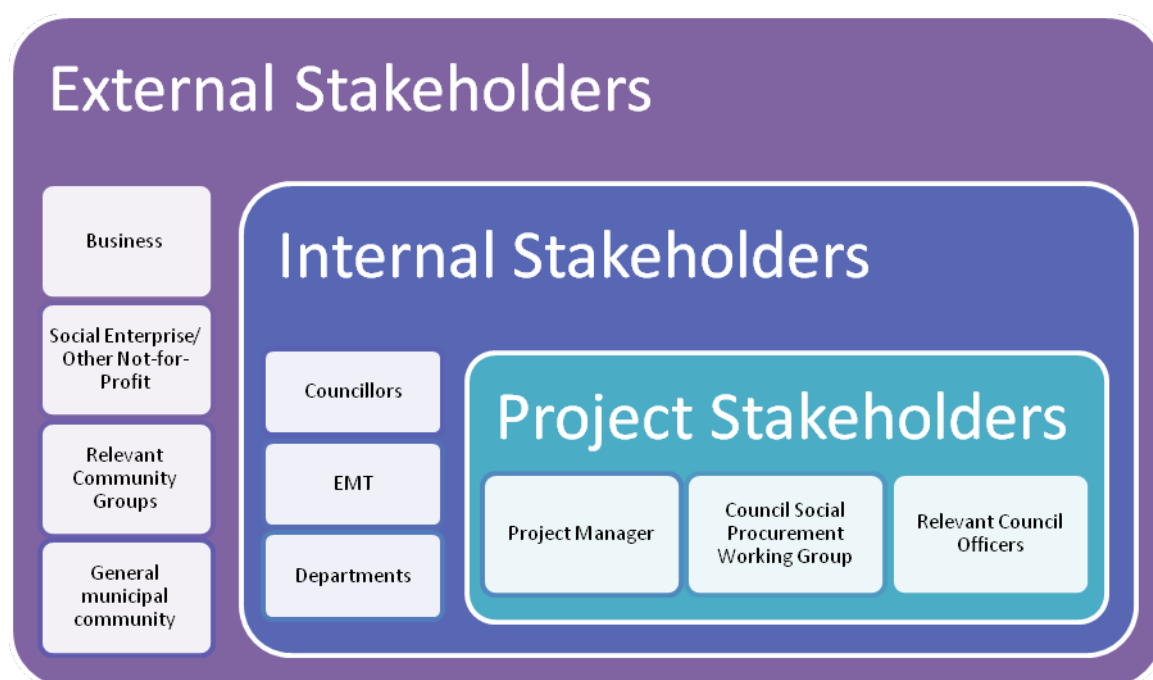 External Stakeholders
Business
Social Enterprise/
Other Not-for-
Profit
Relevant
Community
Groups
General
municipal
community
Internal Stakeholders
Councillors
EMT
Departments
Project Stakeholders
Project Manager
Council Social
Procurement
Working Group
Relevant Council
Officers